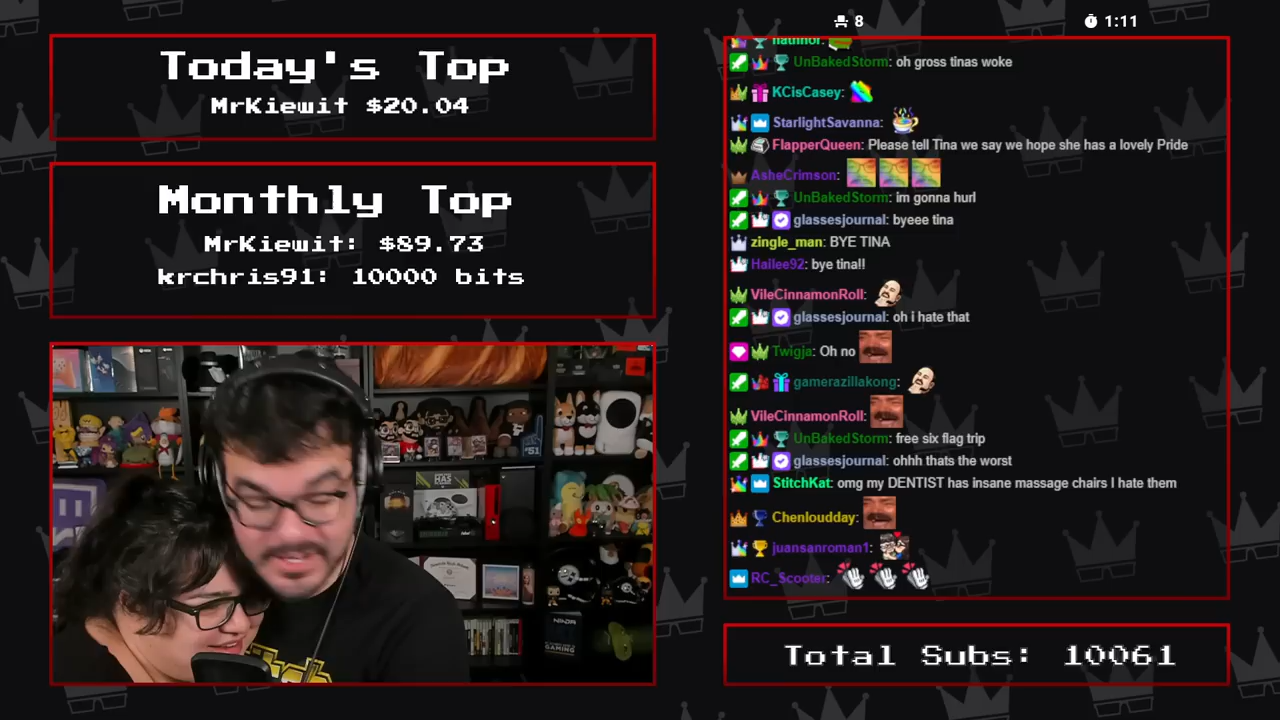 Today's Top
MrKiewit $20.04
Monthly Top
MrKiewit: $89.73
krchris91: 10000 bits
8
1:11
UnBakedStorm: oh gross tinas woke
KCisCasey:
StarlightSavanna:
FlapperQueen: Please tell Tina we say we hope she has a lovely Pride
AsheCrimson:
UnBakedStorm: im gonna hurl
glassesjournal: byeee tina
zingle_man: BYE TINA
Hailee92: bye tina!!
VileCinnamonRoll:
glassesjournal: oh i hate that
Twigja: Oh no
gamerazillakong:
VileCinnamonRoll:
UnBakedStorm: free six flag trip
glassesjournal: ohhh thats the worst
StitchKat: omg my DENTIST has insane massage chairs I hate them
Chenloudday:
juansanroman1:
RC_Scooter:
Total Subs: 10061